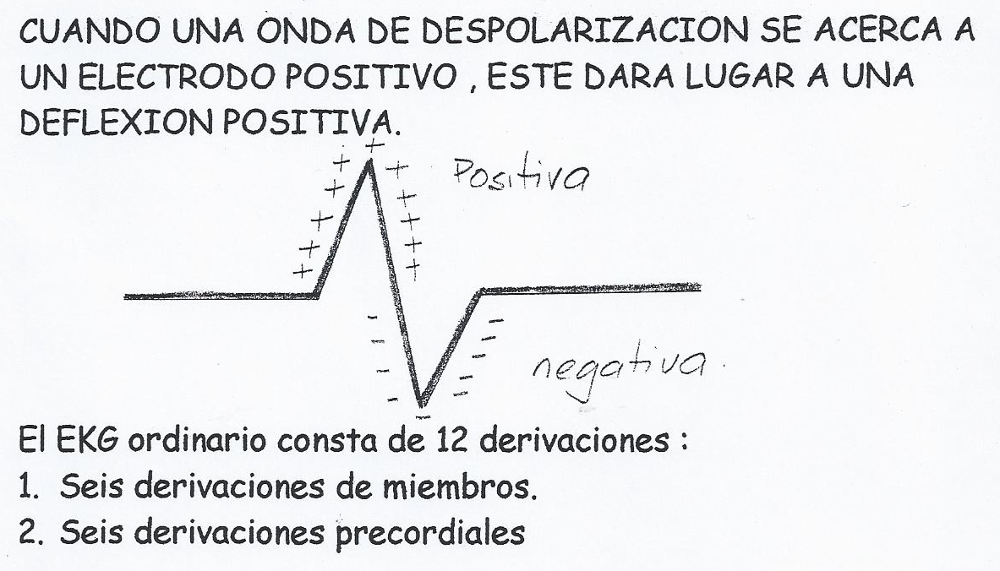 CUANDO UNA ONDA DE DESPOLARIZACION SE ACERCA A
UN ELECTRODO POSITIVO , ESTE DARA LUGAR A UNA
DEFLEXION POSITIVA.
Positiva
negativa
El EKG ordinario consta de 12 derivaciones :
1. Seis derivaciones de miembros.
2. Seis derivaciones precordiales